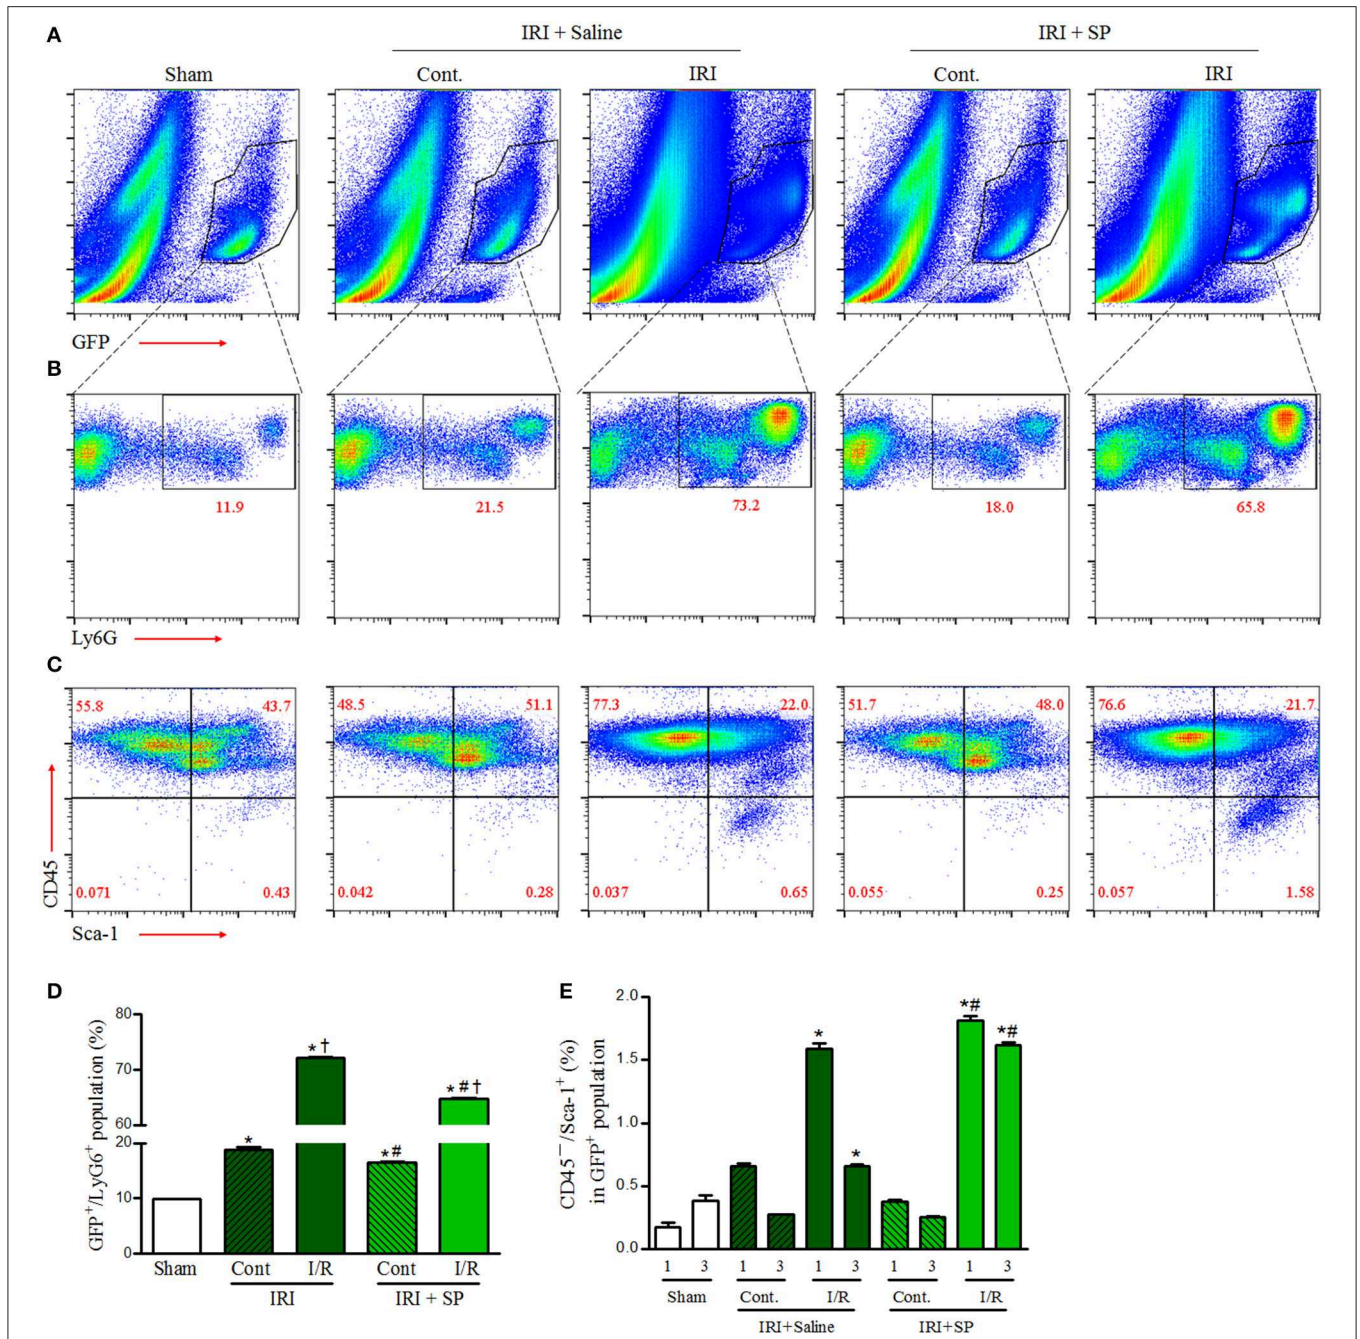 A
IRI + Saline
IRI + SP
Sham
Cont.
IRI
Cont.
IRI
GFP
B
11.9
21.5
73.2
18.0
65.8
Ly6G
C
55.8
43.7
48.5
51.1
77.3
22.0
51.7
48.0
76.6
21.7
CD45
0.071
0.43
0.042
0.28
0.037
0.65
0.055
0.25
0.057
1.58
Sca-1
D
GFP+/LyG6+ population (%)
80
70
60
20
10
0
*
*†
*#
*#†
Sham
Cont
I/R
Cont
I/R
IRI
IRI + SP
E
CD45—/Sca-1+ (%)
in GFP+ population
2.0
1.5
1.0
0.5
0.0
*
*
*#
*#
1 3 1 3 1 3 1 3 1 3
Sham
Cont.
I/R
Cont.
I/R
IRI+Saline
IRI+SP